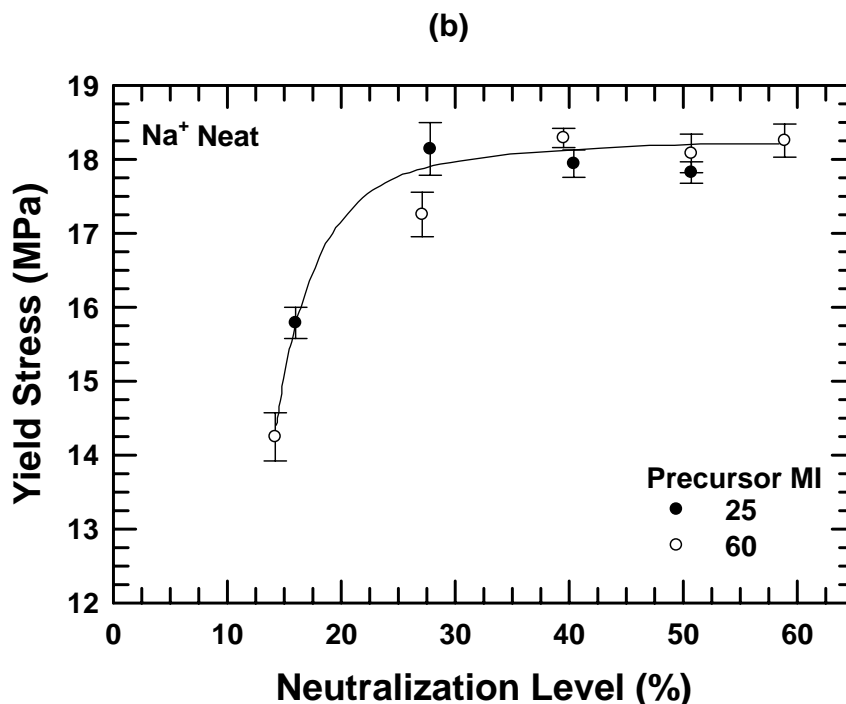 (b)
19
18
17
16
15
14
13
12
Yield Stress (MPa)
Na⁺ Neat
Precursor MI
25
60
0 10 20 30 40 50 60
Neutralization Level (%)